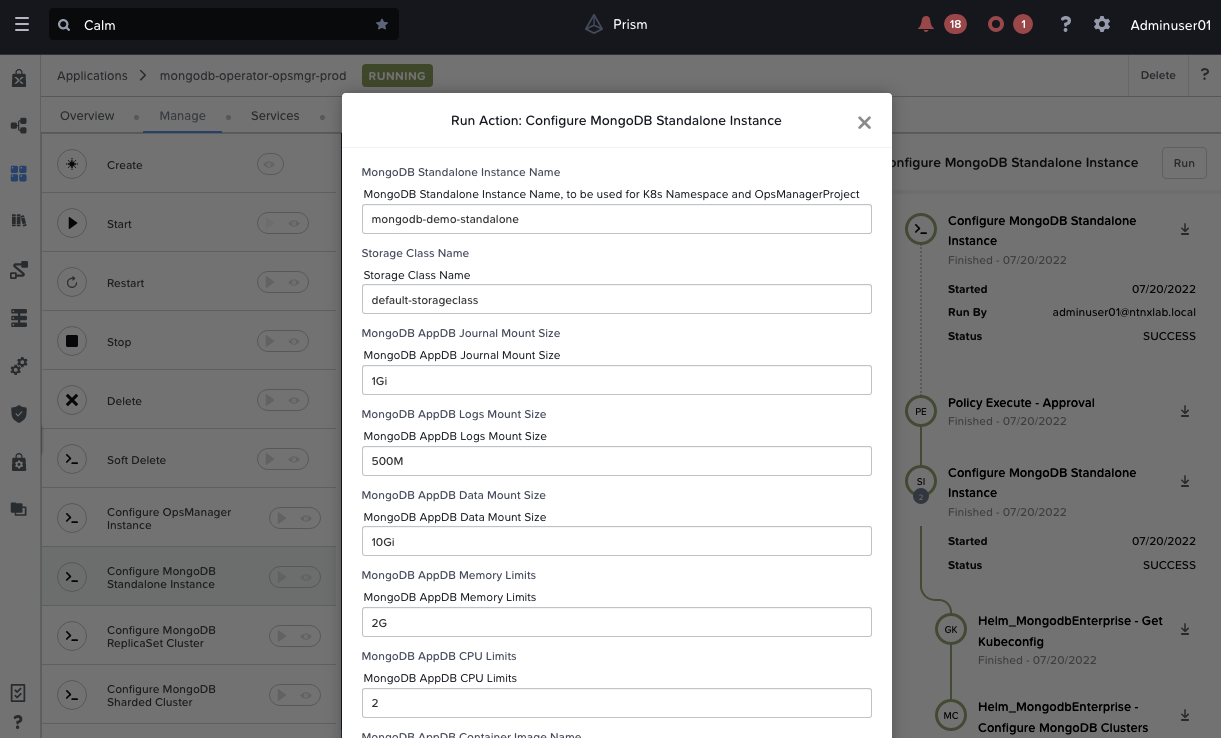 Calm
Prism
18
1
?
Adminuser01
Applications
mongodb-operator-opsmgr-prod
RUNNING
Delete
?
Overview
Manage
Services
Create
Start
Restart
Stop
Delete
Soft Delete
Configure OpsManager
Instance
Configure MongoDB
Standalone Instance
Configure MongoDB
ReplicaSet Cluster
Configure MongoDB
Sharded Cluster
?
Run Action: Configure MongoDB Standalone Instance
MongoDB Standalone Instance Name
MongoDB Standalone Instance Name, to be used for K8s Namespace and OpsManagerProject
mongodb-demo-standalone
Storage Class Name
Storage Class Name
default-storageclass
MongoDB AppDB Journal Mount Size
MongoDB AppDB Journal Mount Size
1Gi
MongoDB AppDB Logs Mount Size
MongoDB AppDB Logs Mount Size
500M
MongoDB AppDB Data Mount Size
MongoDB AppDB Data Mount Size
10Gi
MongoDB AppDB Memory Limits
MongoDB AppDB Memory Limits
2G
MongoDB AppDB CPU Limits
MongoDB AppDB CPU Limits
2
MongoDB AppDB Container Image Name
onfigure MongoDB Standalone Instance
Run
Configure MongoDB Standalone
Instance
Finished - 07/20/2022
Started 07/20/2022
Run By adminuser01@ntnxlab.local
Status SUCCESS
PE
Policy Execute - Approval
Finished - 07/20/2022
SI
2
Configure MongoDB Standalone
Instance
Finished - 07/20/2022
Started 07/20/2022
Status SUCCESS
GK
Helm_MongodbEnterprise - Get
Kubeconfig
Finished - 07/20/2022
MC
Helm_MongodbEnterprise -
Configure MongoDB Clusters